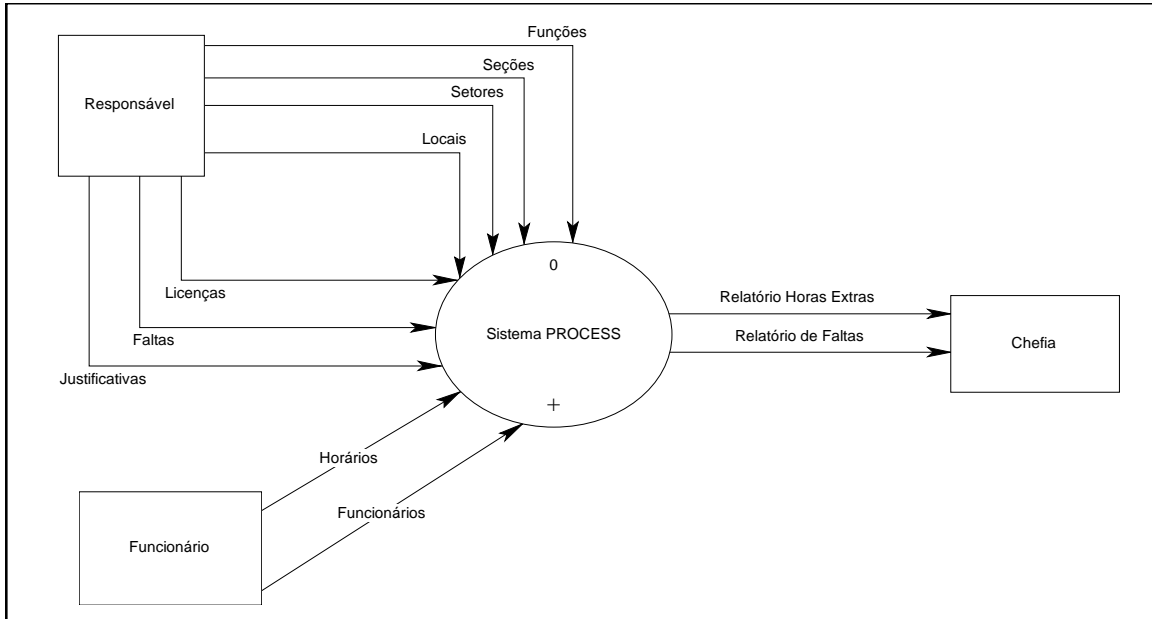 Funções
Seções
Setores
Responsável
Locais
Licenças
Faltas
Justificativas
0
Sistema PROCESS
+
Relatório Horas Extras
Relatório de Faltas
Chefia
Horários
Funcionários
Funcionário